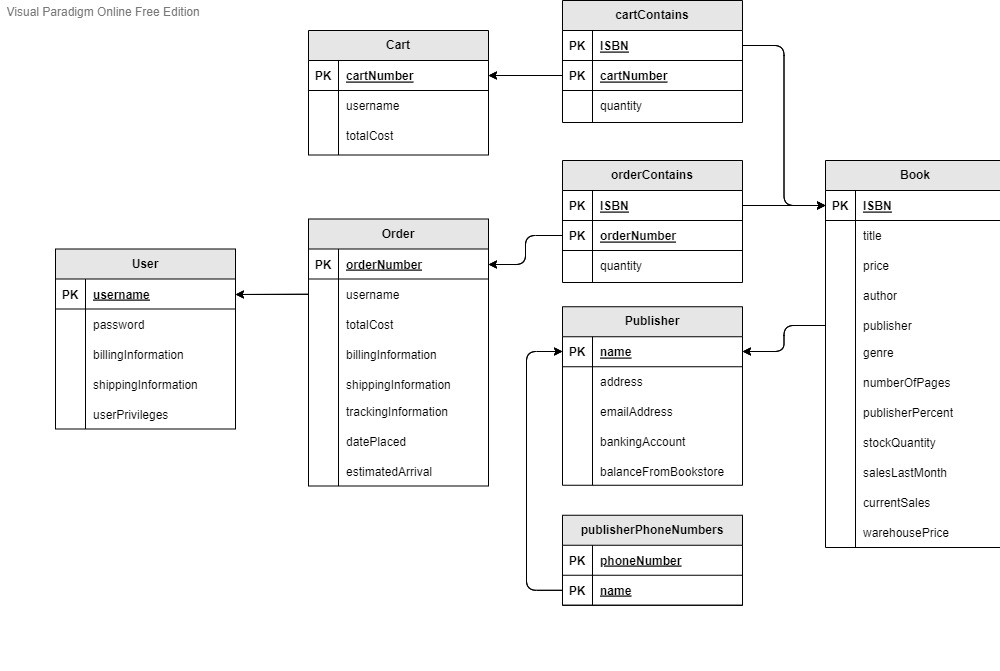 Visual Paradigm Online Free Edition
cartContains
PK ISBN
PK cartNumber
quantity
Cart
PK cartNumber
username
totalCost
orderContains
PK ISBN
PK orderNumber
quantity
Book
PK ISBN
title
price
author
publisher
genre
numberOfPages
publisherPercent
stockQuantity
salesLastMonth
currentSales
warehousePrice
Order
PK orderNumber
username
totalCost
billingInformation
shippingInformation
trackingInformation
datePlaced
estimatedArrival
User
PK username
password
billingInformation
shippingInformation
userPrivileges
Publisher
PK name
address
emailAddress
bankingAccount
balanceFromBookstore
publisherPhoneNumbers
PK phoneNumber
PK name